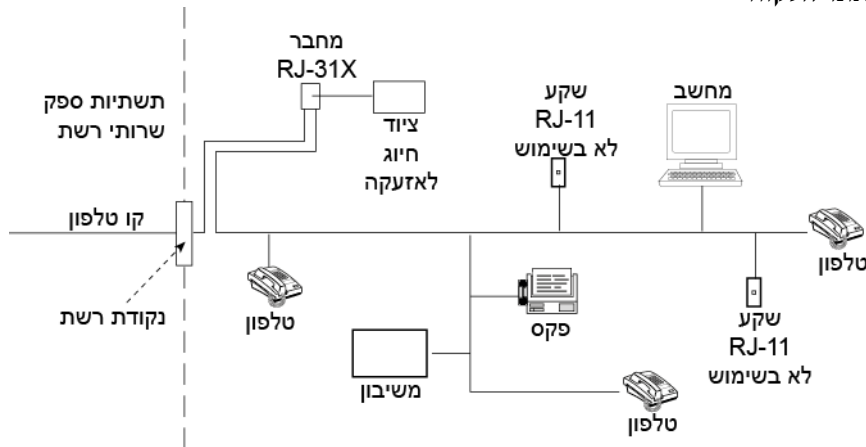 מחבר
RJ-31X
תשתיות ספק
שרותי רשת
ציוד
חיוג
לאזעקה
שקע
RJ-11
לא בשימוש
מחשב
קו טלפון
נקודת רשת
טלפון
משיבון
פקס
טלפון
שקע
RJ-11
לא בשימוש
טלפון